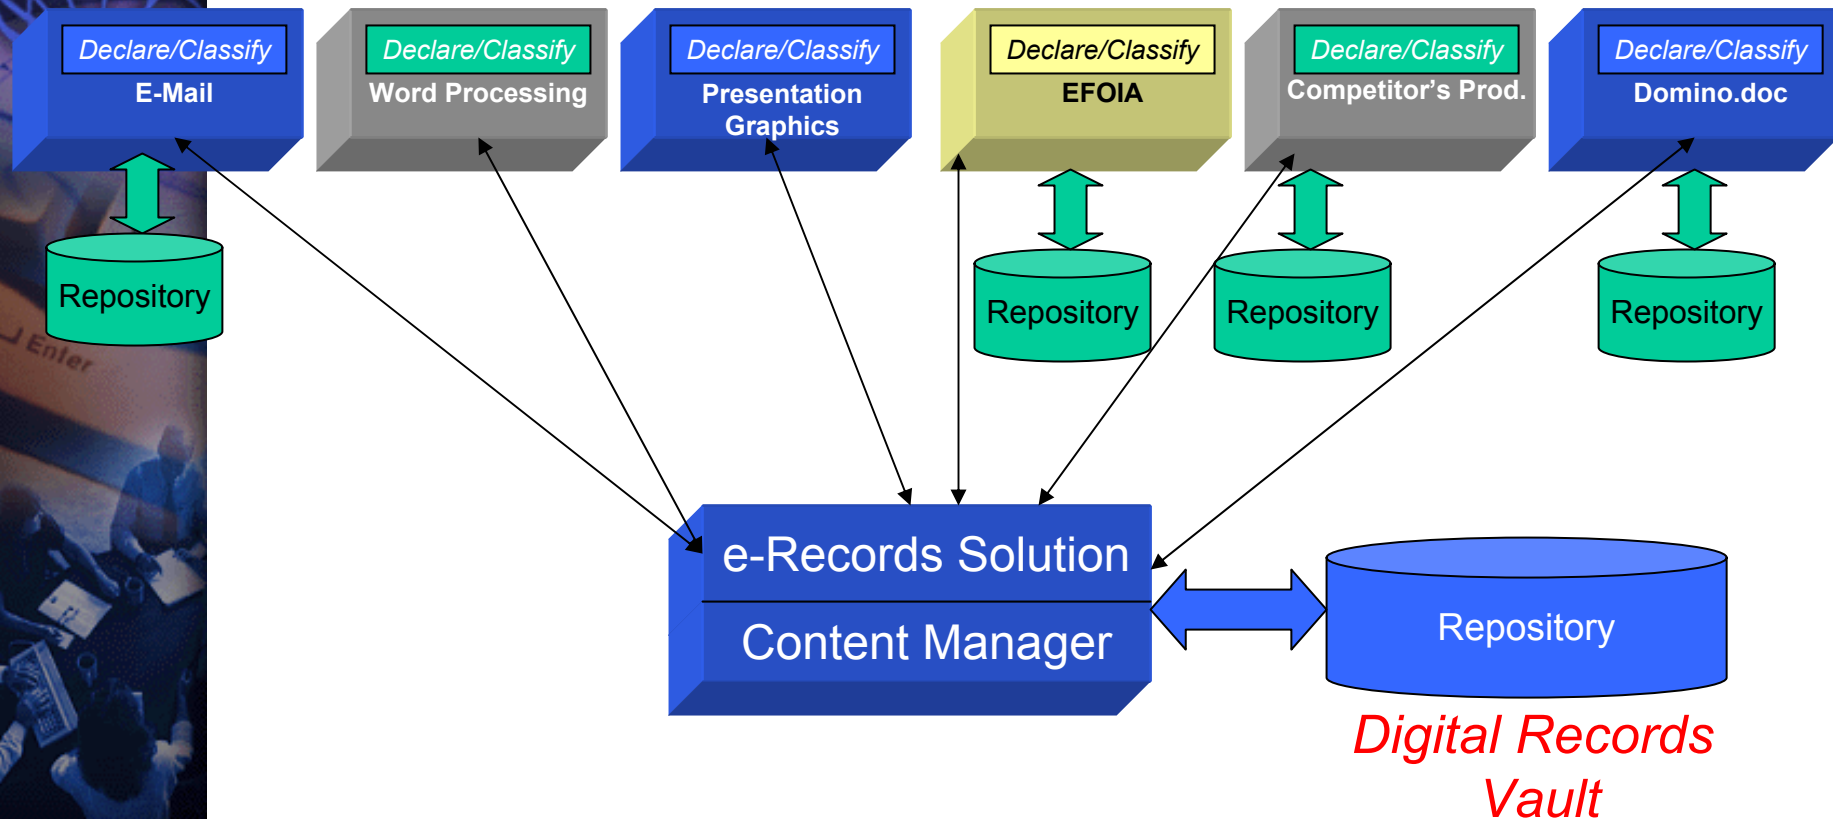 Declare/Classify
E-Mail
Declare/Classify
Word Processing
Declare/Classify
Presentation
Graphics
Declare/Classify
EFOIA
Declare/Classify
Competitor's Prod.
Declare/Classify
Domino.doc
Repository
Repository
Repository
Repository
Enter
e-Records Solution
Content Manager
Repository
Digital Records
Vault